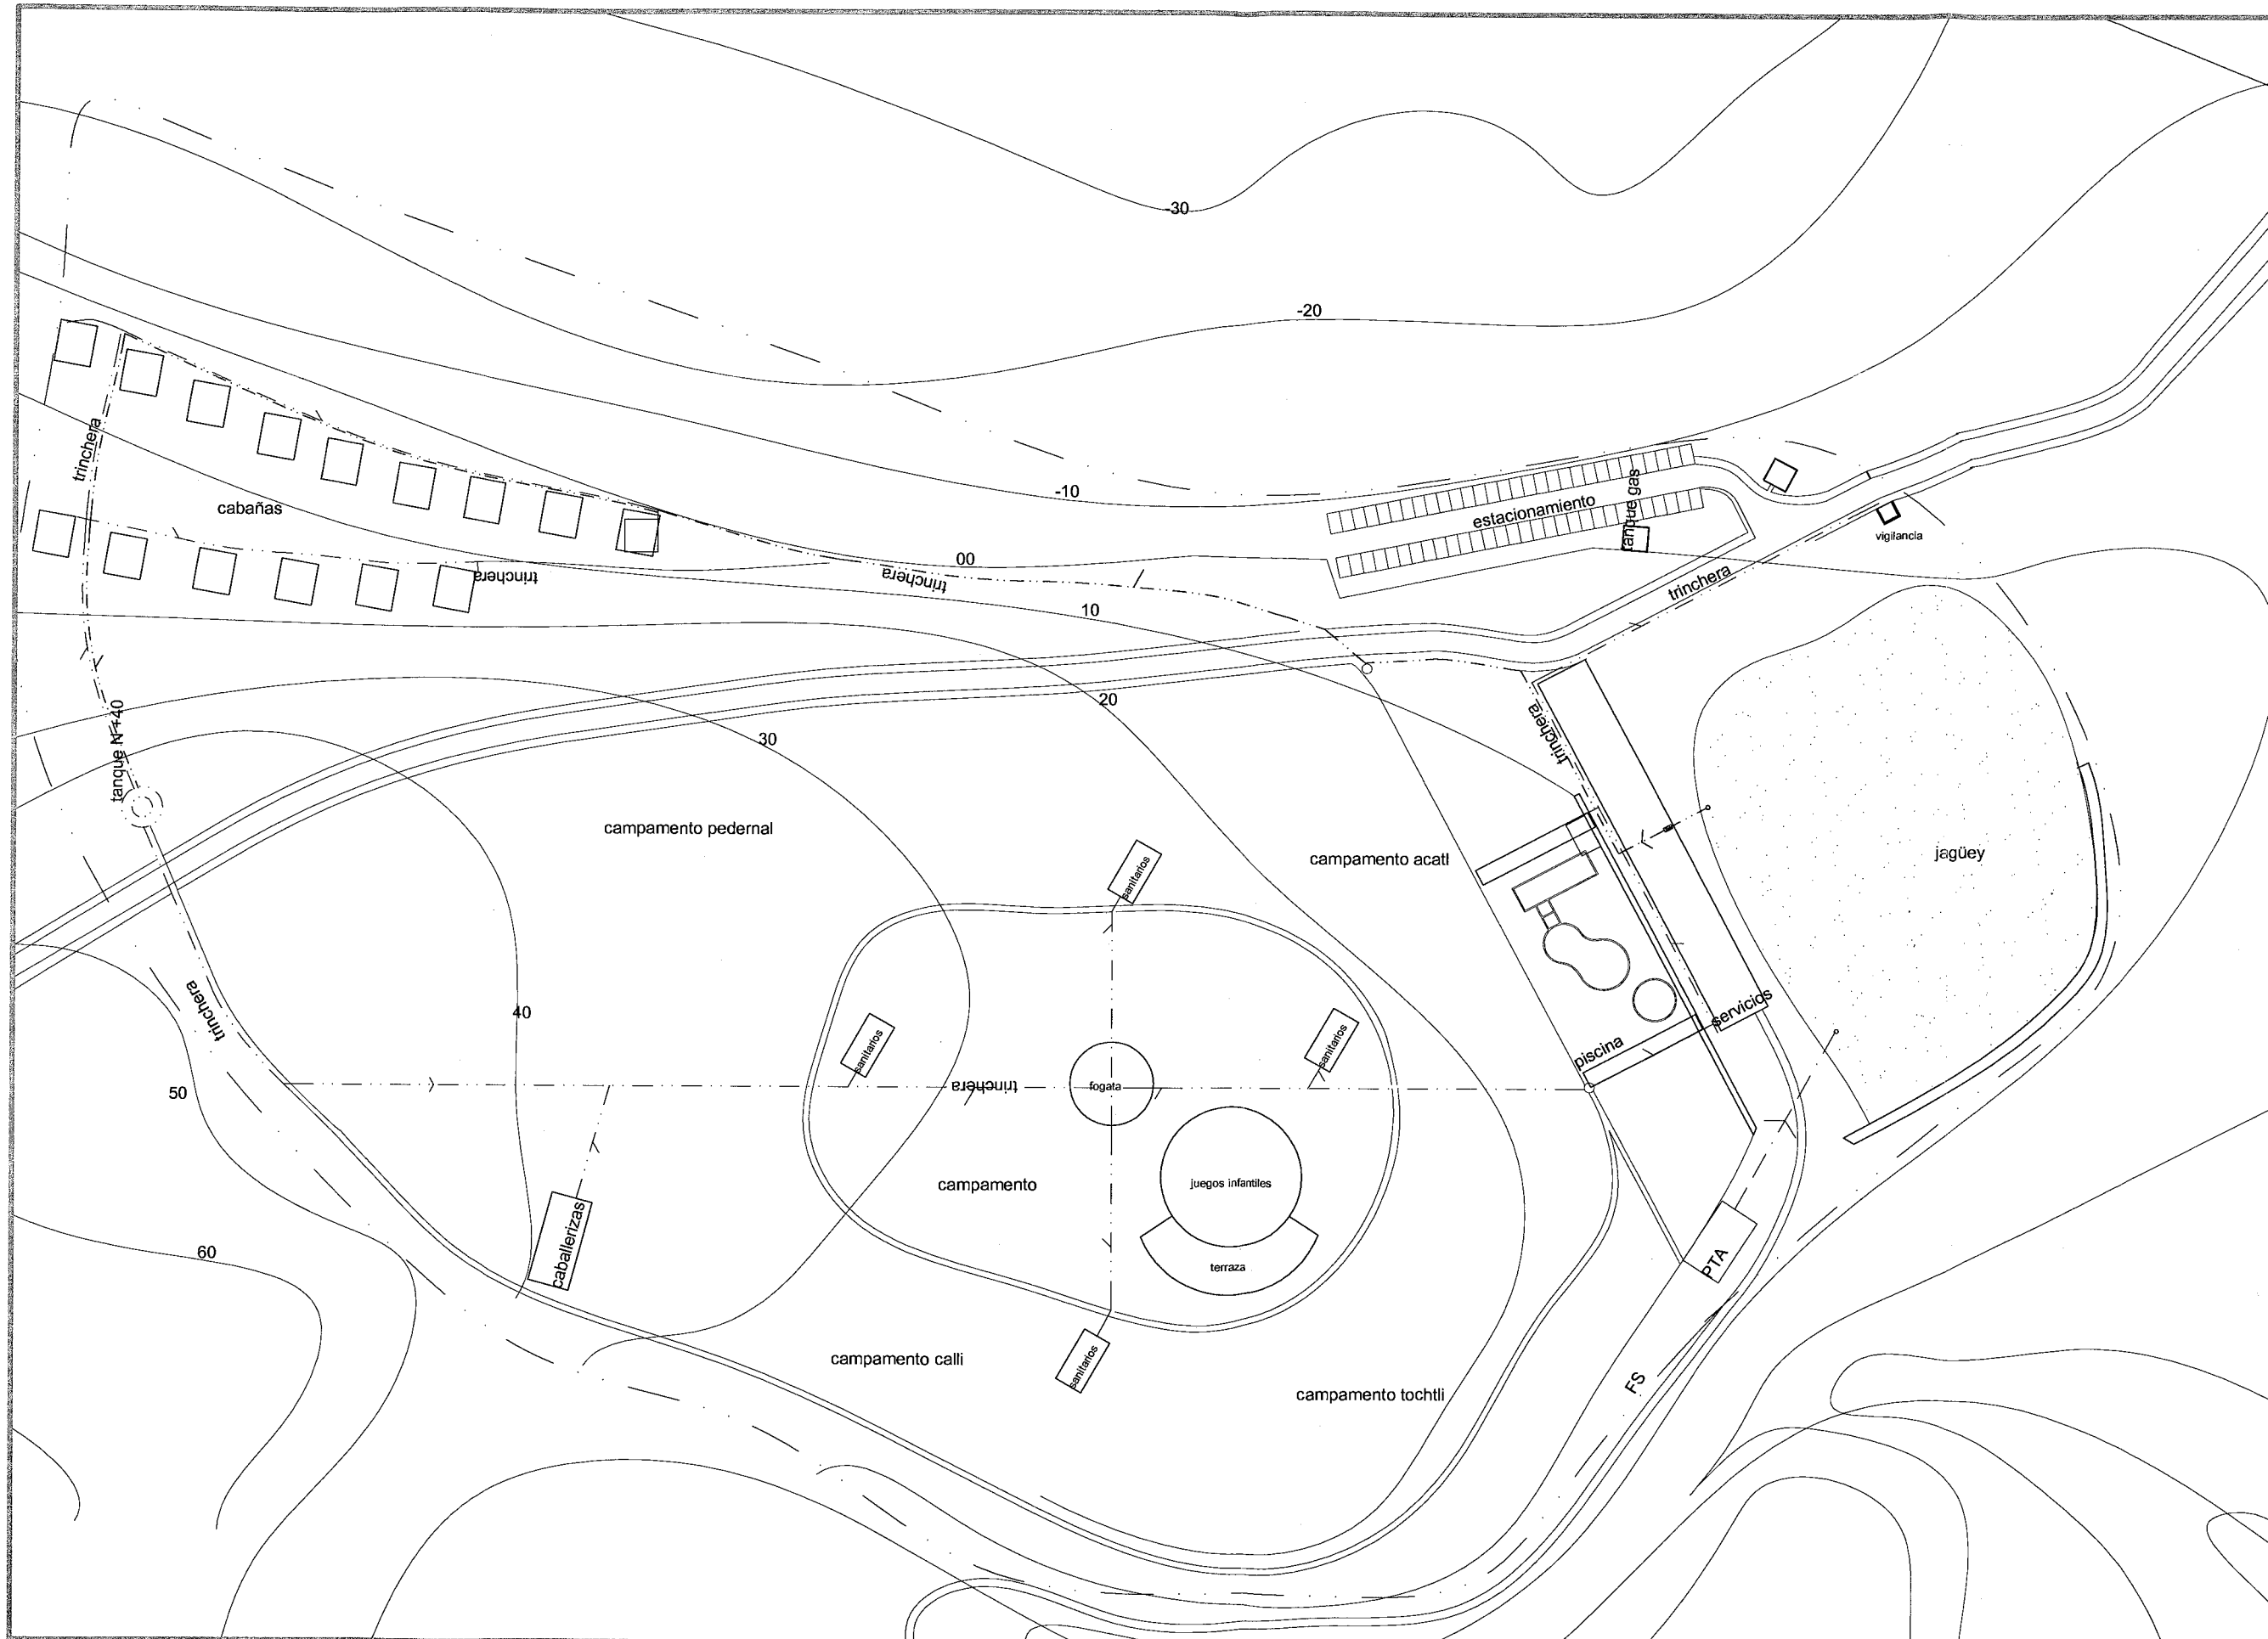 -30
-20
-10
estacionamiento
tanque gas
vigilancia
trinchera
cabañas
00
trinchera
trinchera
trinchera
10
trinchera
tanque N +40
20
trinchera
30
campamento pedernal
campamento acatl
jagüey
sanitarios
trinchera
40
sanitarios
sanitarios
servicios
piscina
50
trinchera
fogata
campamento
juegos infantiles
60
caballerizas
terraza
PTA
campamento calli
sanitarios
campamento tochtli
FS